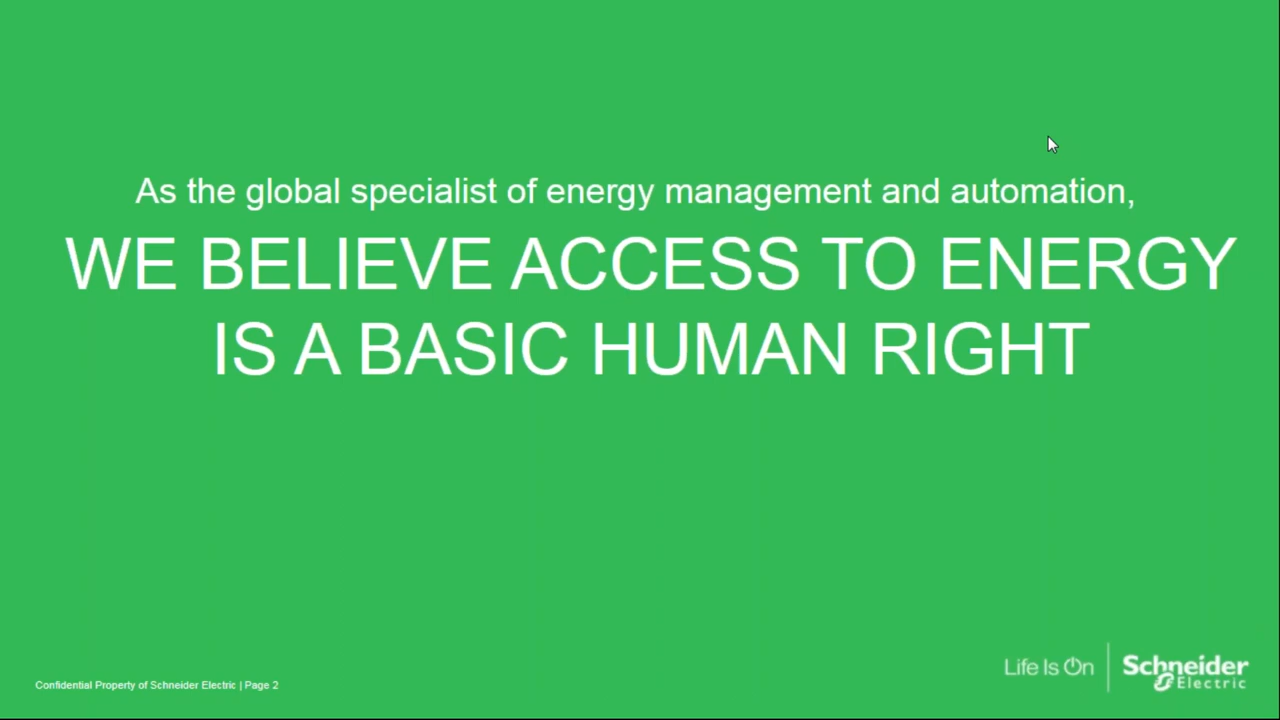 As the global specialist of energy management and automation,
WE BELIEVE ACCESS TO ENERGY
IS A BASIC HUMAN RIGHT
Confidential Property of Schneider Electric | Page 2
Life Is On
Schneider
Electric